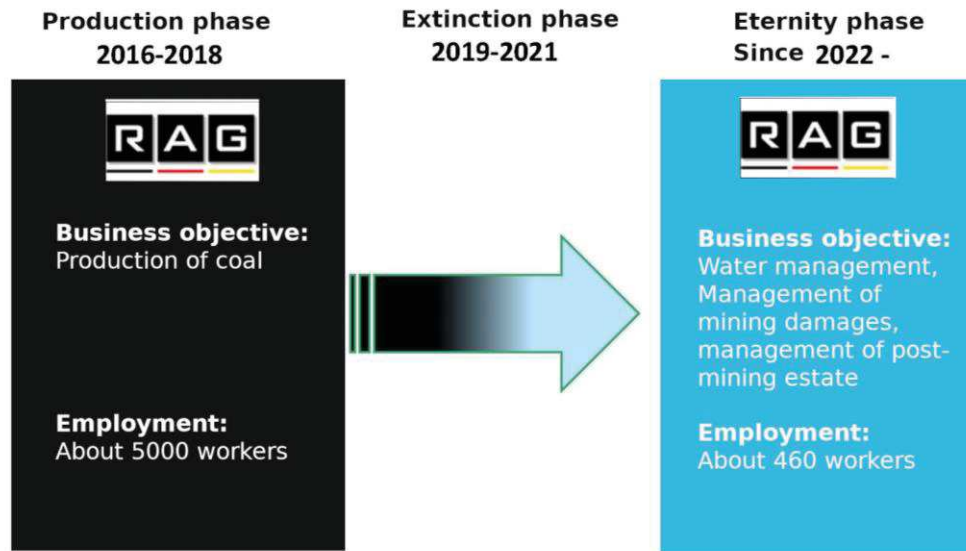 Production phase
2016-2018
Extinction phase
2019-2021
Eternity phase
Since 2022 -
RAG
Business objective:
Production of coal
Employment:
About 5000 workers
RAG
Business objective:
Water management,
Management of
mining damages,
management of post-
mining estate
Employment:
About 460 workers